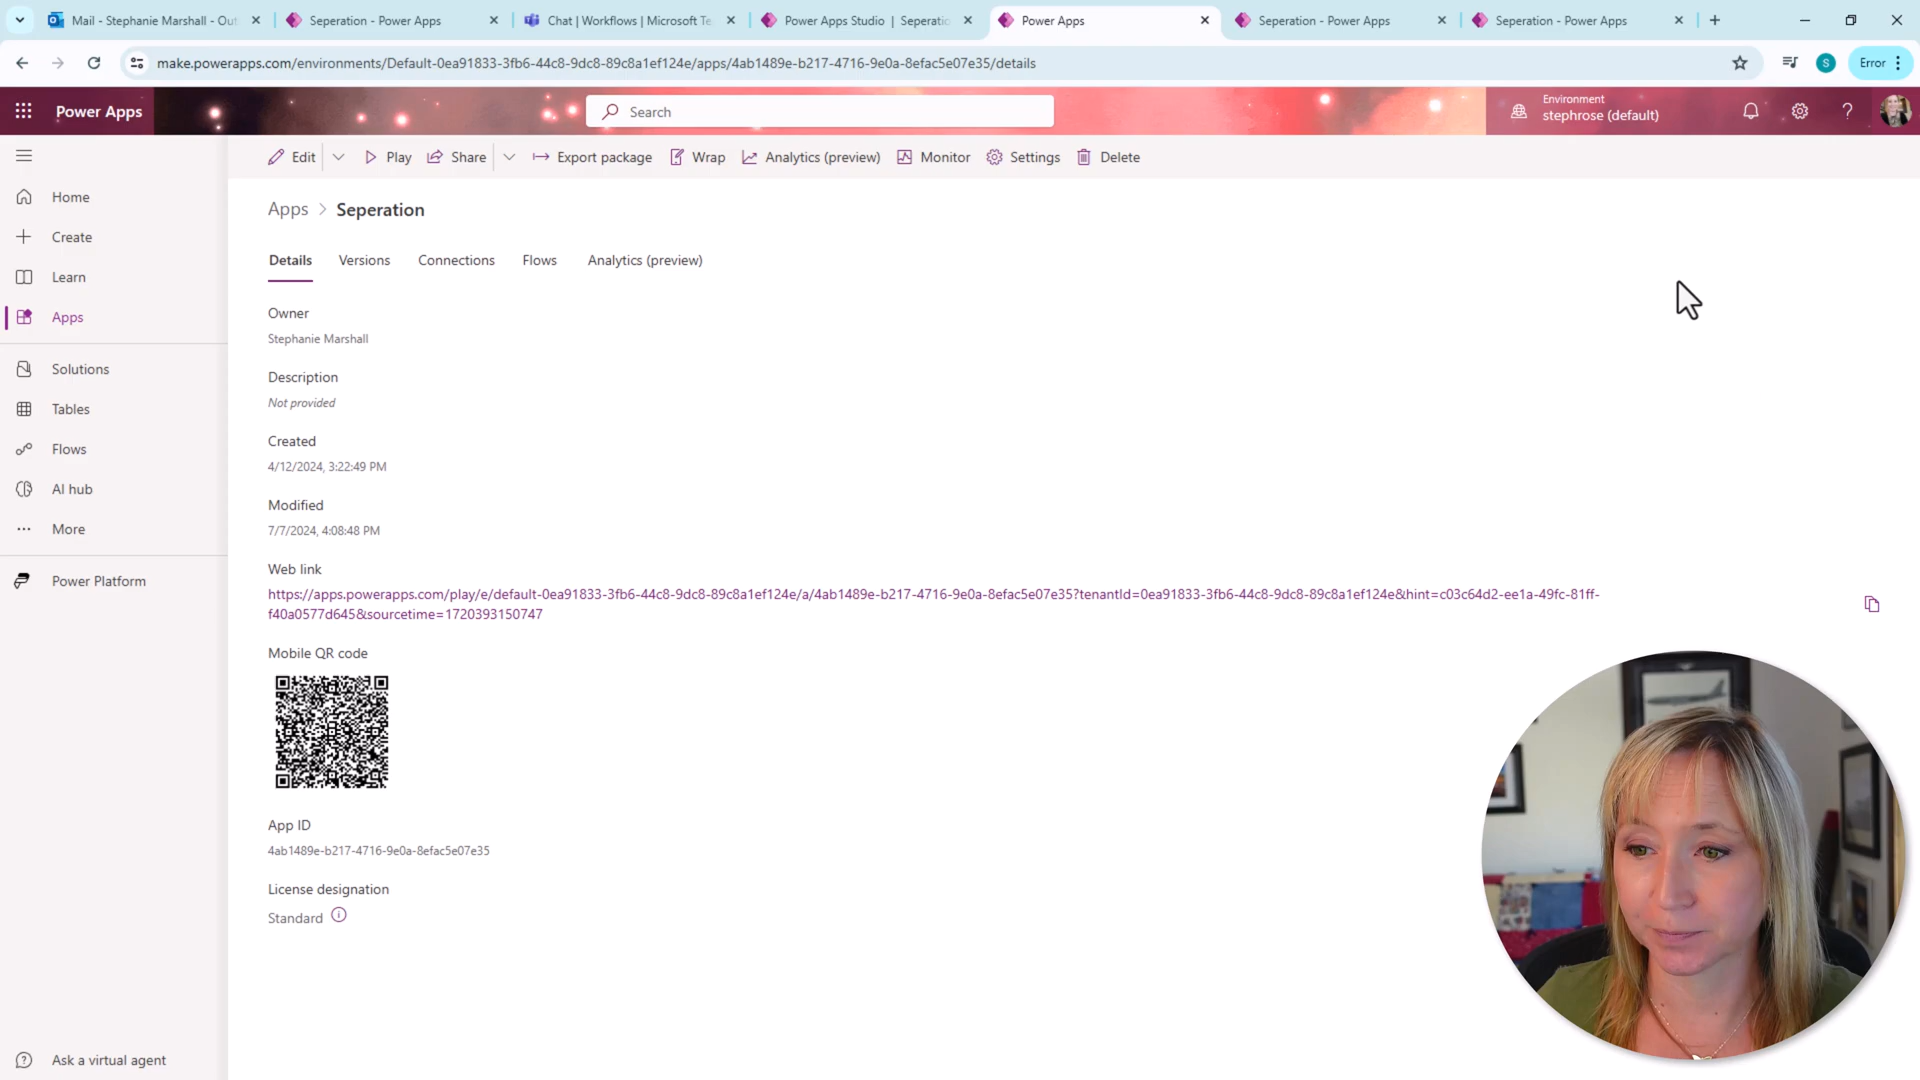 Mail - Stephanie Marshall - Out
Seperation - Power Apps
Chat | Workflows | Microsoft Te
Power Apps Studio | Seperatio
Power Apps
Seperation - Power Apps
Seperation - Power Apps
make.powerapps.com/environments/Default-0ea91833-3fb6-44c8-9dc8-89c8a1ef124e/apps/4ab1489e-b217-4716-9e0a-8efac5e07e35/details
S
Error
Power Apps
Search
Environment
stephrose (default)
Edit
Play
Share
Export package
Wrap
Analytics (preview)
Monitor
Settings
Delete
Home
Create
Learn
Apps
Solutions
Tables
Flows
AI hub
More
Power Platform
Ask a virtual agent
Apps > Seperation
Details
Versions
Connections
Flows
Analytics (preview)
Owner
Stephanie Marshall
Description
Not provided
Created
4/12/2024, 3:22:49 PM
Modified
7/7/2024, 4:08:48 PM
Web link
https://apps.powerapps.com/play/e/default-0ea91833-3fb6-44c8-9dc8-89c8a1ef124e/a/4ab1489e-b217-4716-9e0a-8efac5e07e35?tenantId=0ea91833-3fb6-44c8-9dc8-89c8a1ef124e&hint=c03c64d2-ee1a-49fc-81ff-
f40a0577d645&sourcetime=1720393150747
Mobile QR code
App ID
4ab1489e-b217-4716-9e0a-8efac5e07e35
License designation
Standard